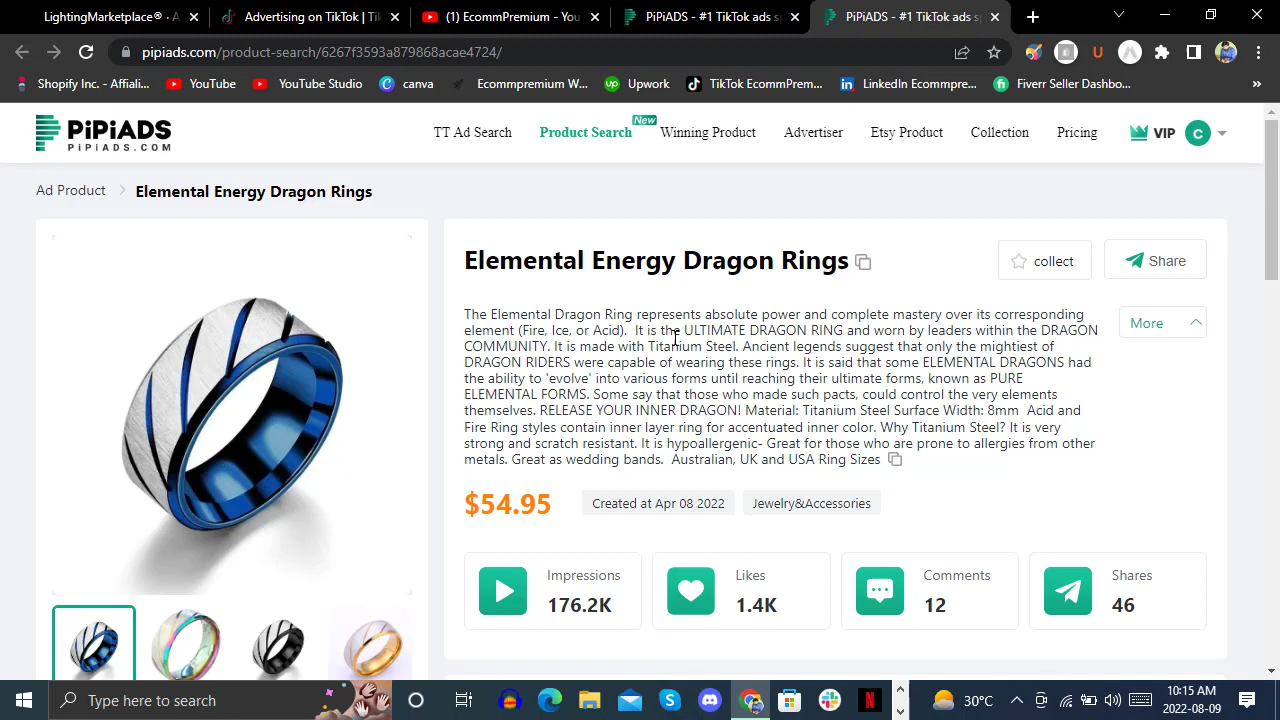 LightingMarketplace® - A
Advertising on TikTok | Ti
(1) EcommPremium - You
PiPiADS - #1 TikTok ads s
PiPiADS - #1 TikTok ads s
pipiads.com/product-search/6267f3593a879868acae4724/
Shopify Inc. - Affiali...
YouTube
YouTube Studio
canva
Ecommpremium W...
Upwork
TikTok EcommPrem...
LinkedIn Ecommpre...
Fiverr Seller Dashbo...
»
PiPiADS
PIPIADS.COM
TT Ad Search
Product Search
New
Winning Product
Advertiser
Etsy Product
Collection
Pricing
VIP
C
Ad Product
Elemental Energy Dragon Rings
Elemental Energy Dragon Rings
collect
Share
The Elemental Dragon Ring represents absolute power and complete mastery over its corresponding
element (Fire, Ice, or Acid).  It is the ULTIMATE DRAGON RING and worn by leaders within the DRAGON
COMMUNITY. It is made with Titanium Steel. Ancient legends suggest that only the mightiest of
DRAGON RIDERS were capable of wearing these rings. It is said that some ELEMENTAL DRAGONS had
the ability to 'evolve' into various forms until reaching their ultimate forms, known as PURE
ELEMENTAL FORMS. Some say that those who made such pacts, could control the very elements
themselves. RELEASE YOUR INNER DRAGON! Material: Titanium Steel Surface Width: 8mm  Acid and
Fire Ring styles contain inner layer ring for accentuated inner color. Why Titanium Steel? It is very
strong and scratch resistant. It is hypoallergenic- Great for those who are prone to allergies from other
metals. Great as wedding bands.  Australian, UK and USA Ring Sizes
More
$54.95
Created at Apr 08 2022
Jewelry&Accessories
Impressions
176.2K
Likes
1.4K
Comments
12
Shares
46
Type here to search
30°C
10:15 AM
2022-08-09